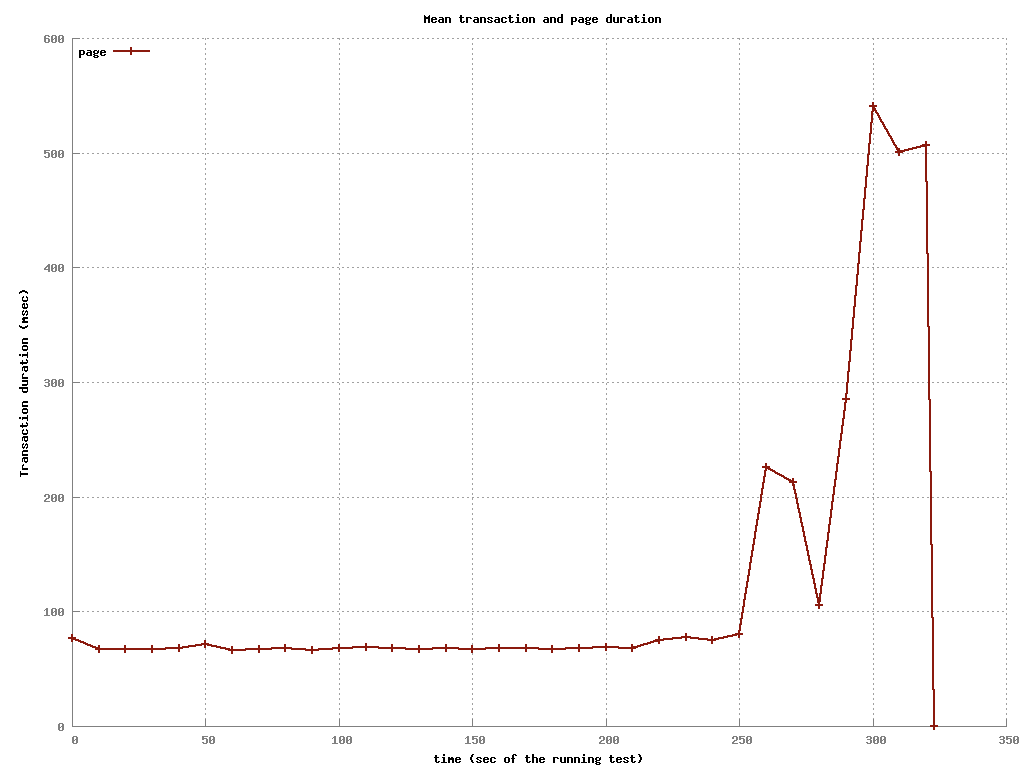 Mean transaction and page duration
page
600
500
400
300
200
100
0
Transaction duration (msec)
0 50 100 150 200 250 300 350
time (sec of the running test)